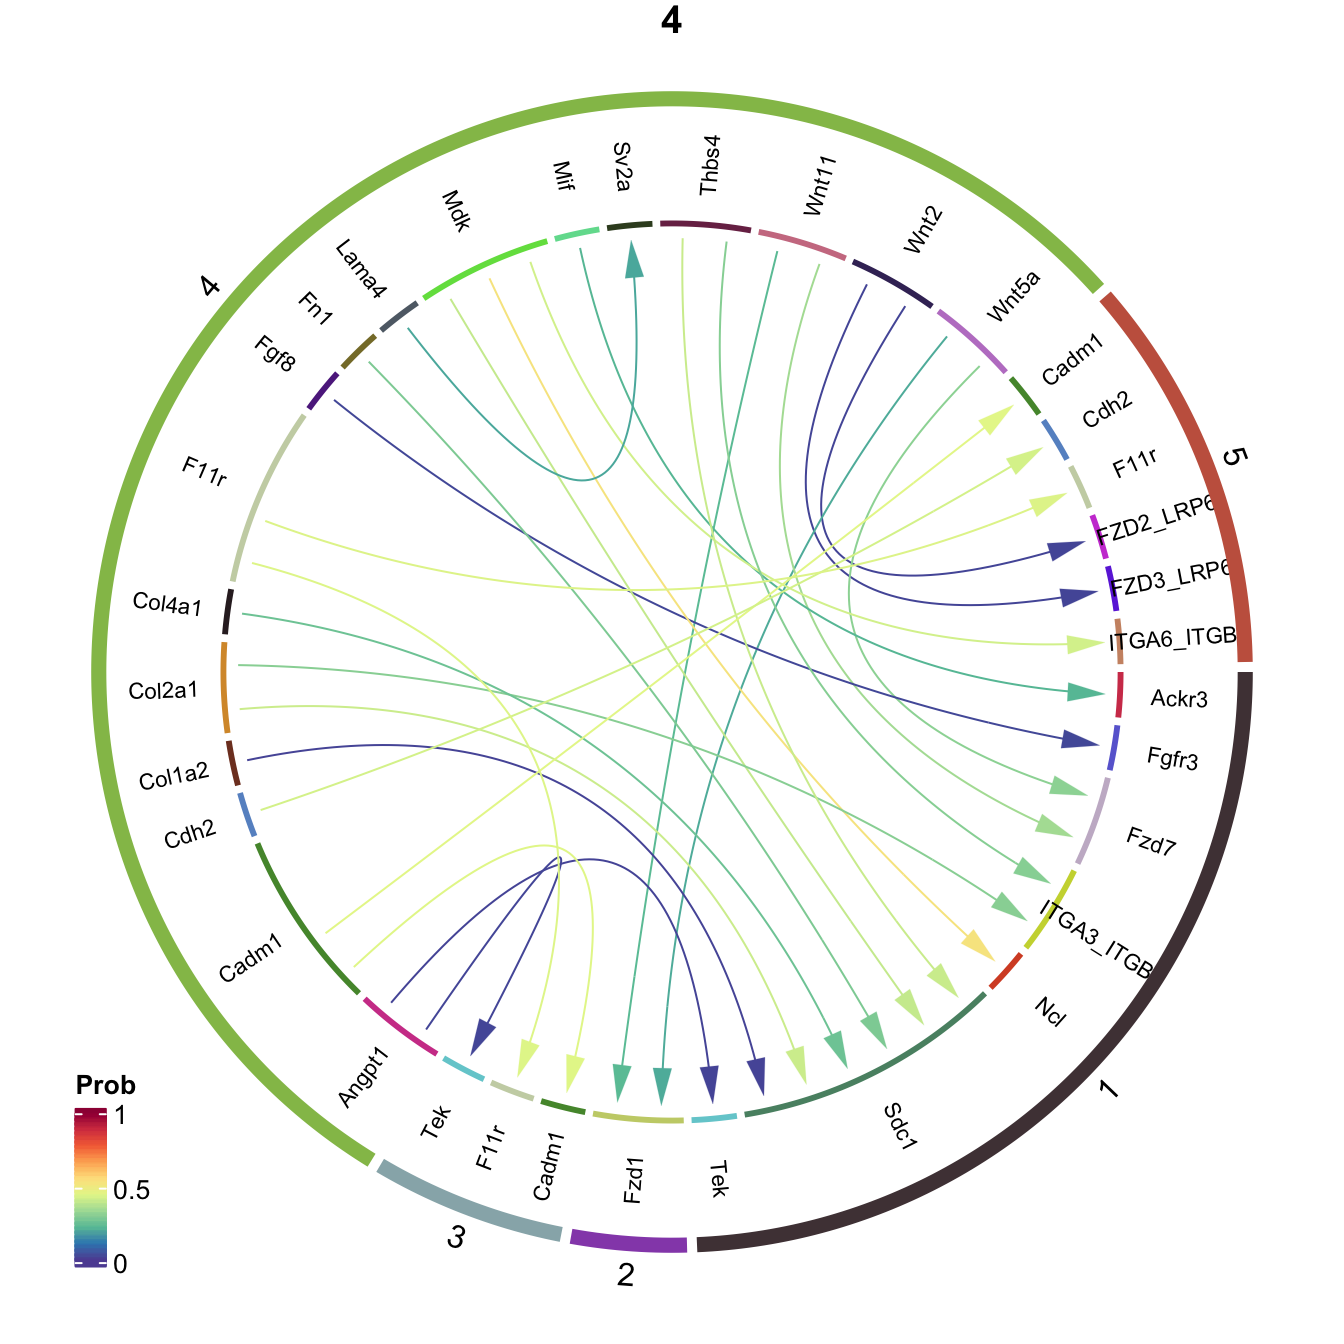 4
4
Fgf8
Fn1
Lama4
Mdk
Mif
Sv2a
Thbs4
Wnt11
Wnt2
Wnt5a
Cadm1
Cdh2
F11r
FZD2_LRP6
FZD3_LRP6
ITGA6_ITGB
5
Ackr3
Fgfr3
Fzd7
ITGA3_ITGB
Ncl
1
Sdc1
Tek
Fzd1
2
Cadm1
F11r
Tek
3
Angpt1
Cadm1
Cdh2
Col1a2
Col2a1
Col4a1
F11r
Prob
1
0.5
0